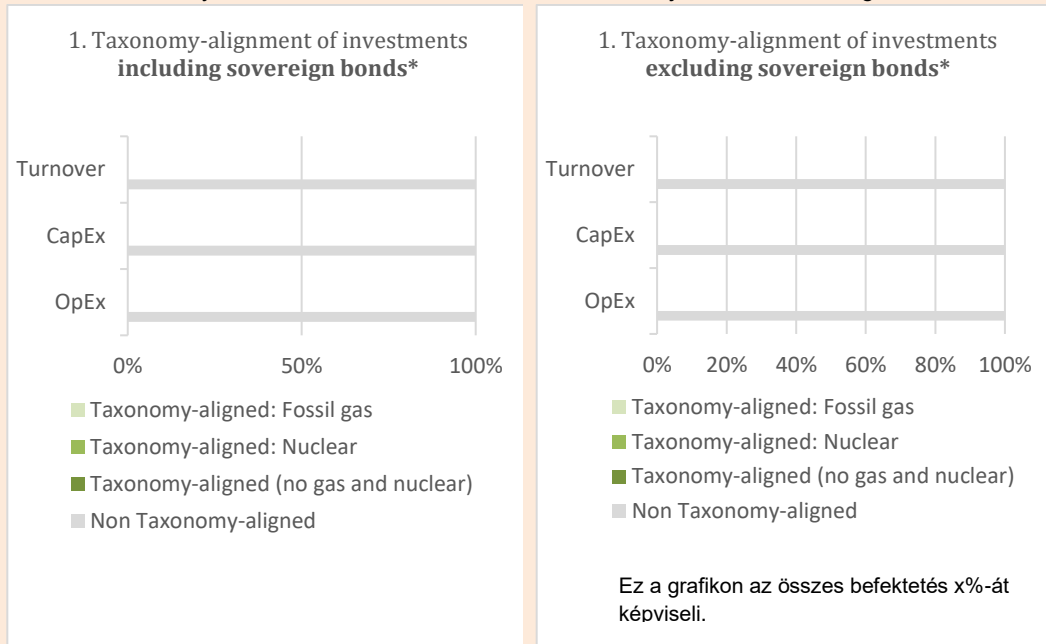 1. Taxonomy-alignment of investments
including sovereign bonds*
Turnover
CapEx
OpEx
0% 50% 100%
Taxonomy-aligned: Fossil gas
Taxonomy-aligned: Nuclear
Taxonomy-aligned (no gas and nuclear)
Non Taxonomy-aligned
1. Taxonomy-alignment of investments
excluding sovereign bonds*
Turnover
CapEx
OpEx
0% 20% 40% 60% 80% 100%
Taxonomy-aligned: Fossil gas
Taxonomy-aligned: Nuclear
Taxonomy-aligned (no gas and nuclear)
Non Taxonomy-aligned
Ez a grafikon az összes befektetés x%-át
képviseli.